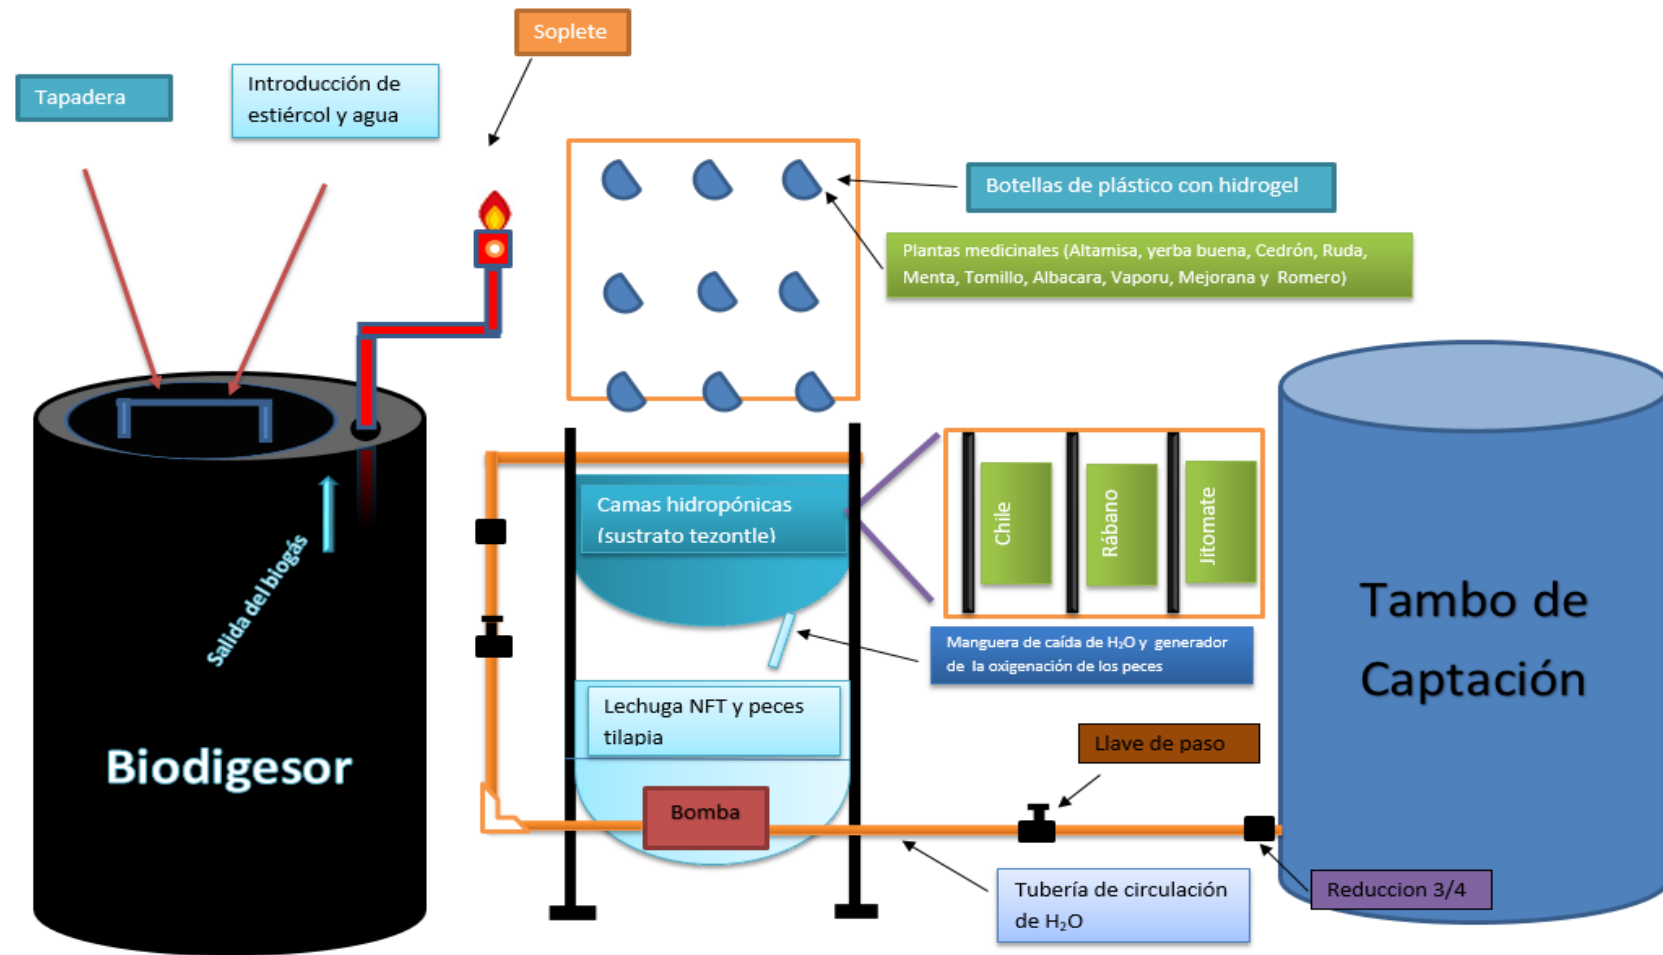 Soplete
Tapadera
Introducción de
estiércol y agua
Botellas de plástico con hidrogel
Plantas medicinales (Altamisa, yerba buena, Cedrón, Ruda,
Menta, Tomillo, Albacara, Vaporu, Mejorana y Romero)
Camas hidropónicas
(sustrato tezontle)
Chile
Rábano
Jitomate
Salida del biogás
Manguera de caída de H₂O y generador
de la oxigenación de los peces
Tambo de
Captación
Lechuga NFT y peces
tilapia
Biodigesor
Llave de paso
Bomba
Tubería de circulación
de H₂O
Reduccion 3/4